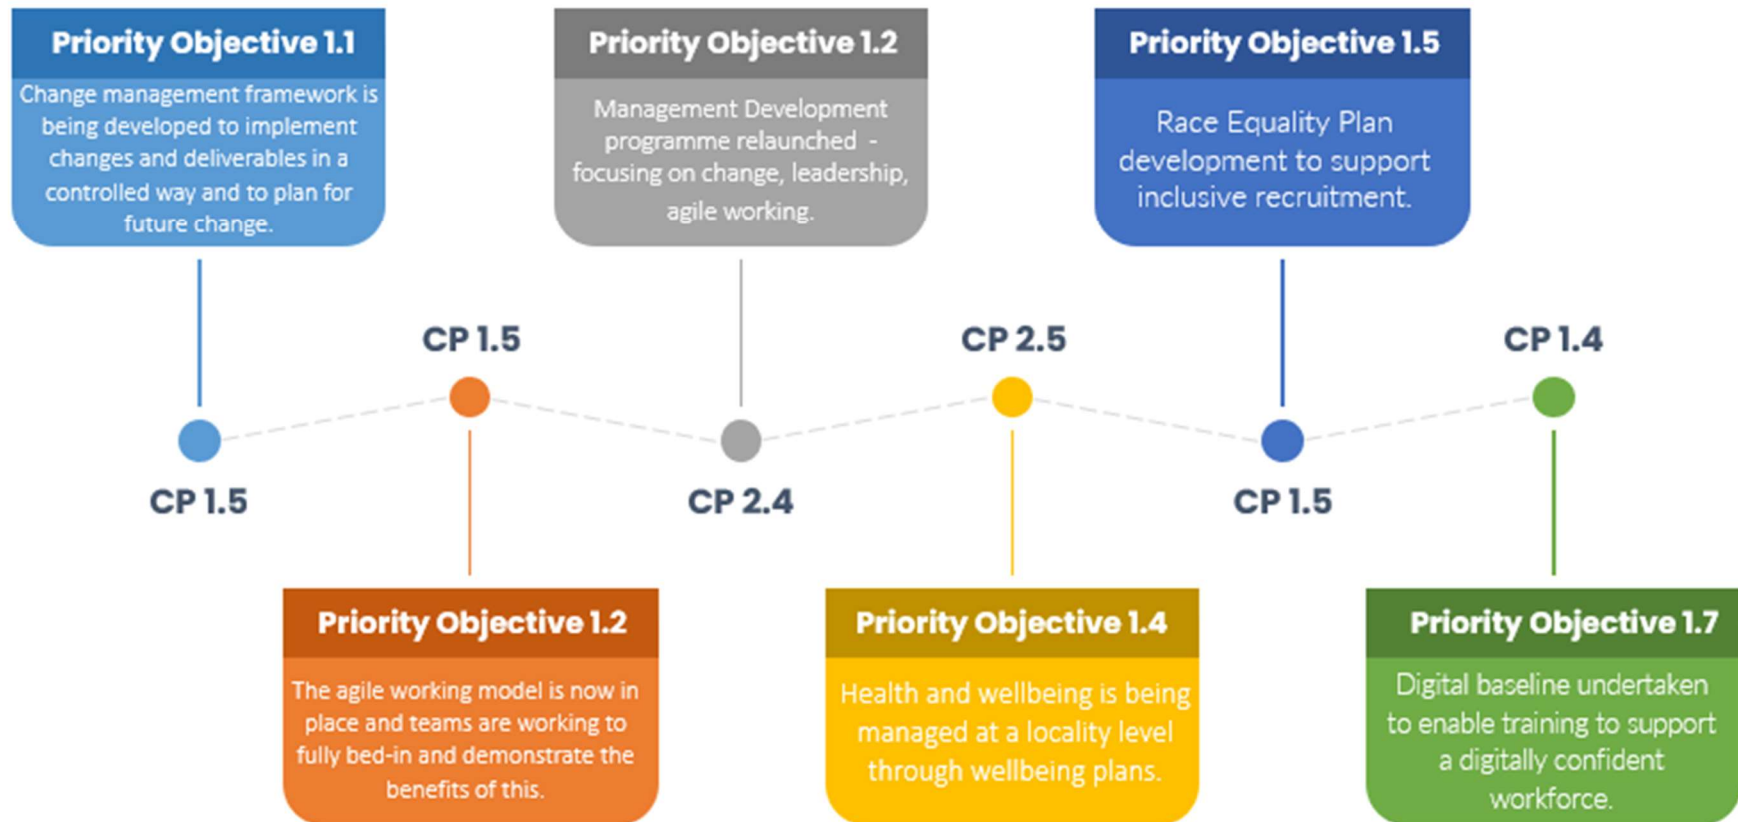 Priority Objective 1.1
Change management framework is
being developed to implement
changes and deliverables in a
controlled way and to plan for
future change.
Priority Objective 1.2
Management Development
programme relaunched -
focusing on change, leadership,
agile working.
Priority Objective 1.5
Race Equality Plan
development to support
inclusive recruitment.
CP 1.5
CP 2.5
CP 1.4
CP 1.5
CP 2.4
CP 1.5
Priority Objective 1.2
The agile working model is now in
place and teams are working to
fully bed-in and demonstrate the
benefits of this.
Priority Objective 1.4
Health and wellbeing is being
managed at a locality level
through wellbeing plans.
Priority Objective 1.7
Digital baseline undertaken
to enable training to support
a digitally confident
workforce.